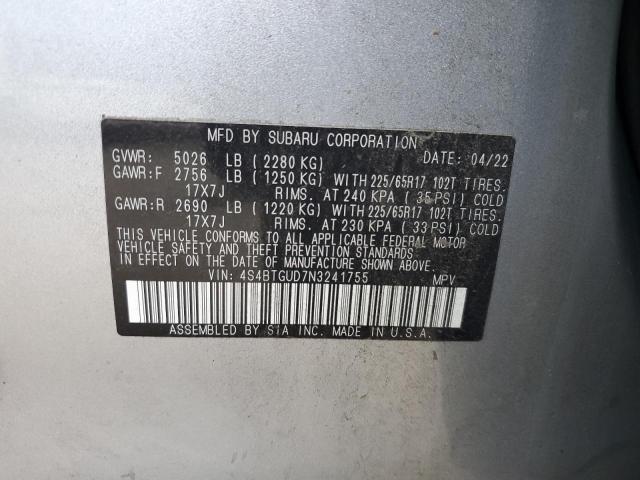 MFD BY SUBARU CORPORATION
GVWR: 5026 LB (2280 KG) DATE: 04/22
GAWR:F 2756 LB (1250 KG) WITH 225/65R17 102T TIRES.
17X7J RIMS. AT 240 KPA (35 PSI) COLD
GAWR:R 2690 LB (1220 KG) WITH 225/65R17 102T TIRES.
17X7J RIMS. AT 230 KPA (33 PSI) COLD
THIS VEHICLE CONFORMS TO ALL APPLICABLE FEDERAL MOTOR
VEHICLE SAFETY AND THEFT PREVENTION STANDARDS
IN EFFECT ON THE DATE OF MANUFACTURE SHOWN ABOVE.
VIN: 4S4BTGUD7N3241755 MPV
ASSEMBLED BY SIA INC. MADE IN U.S.A.